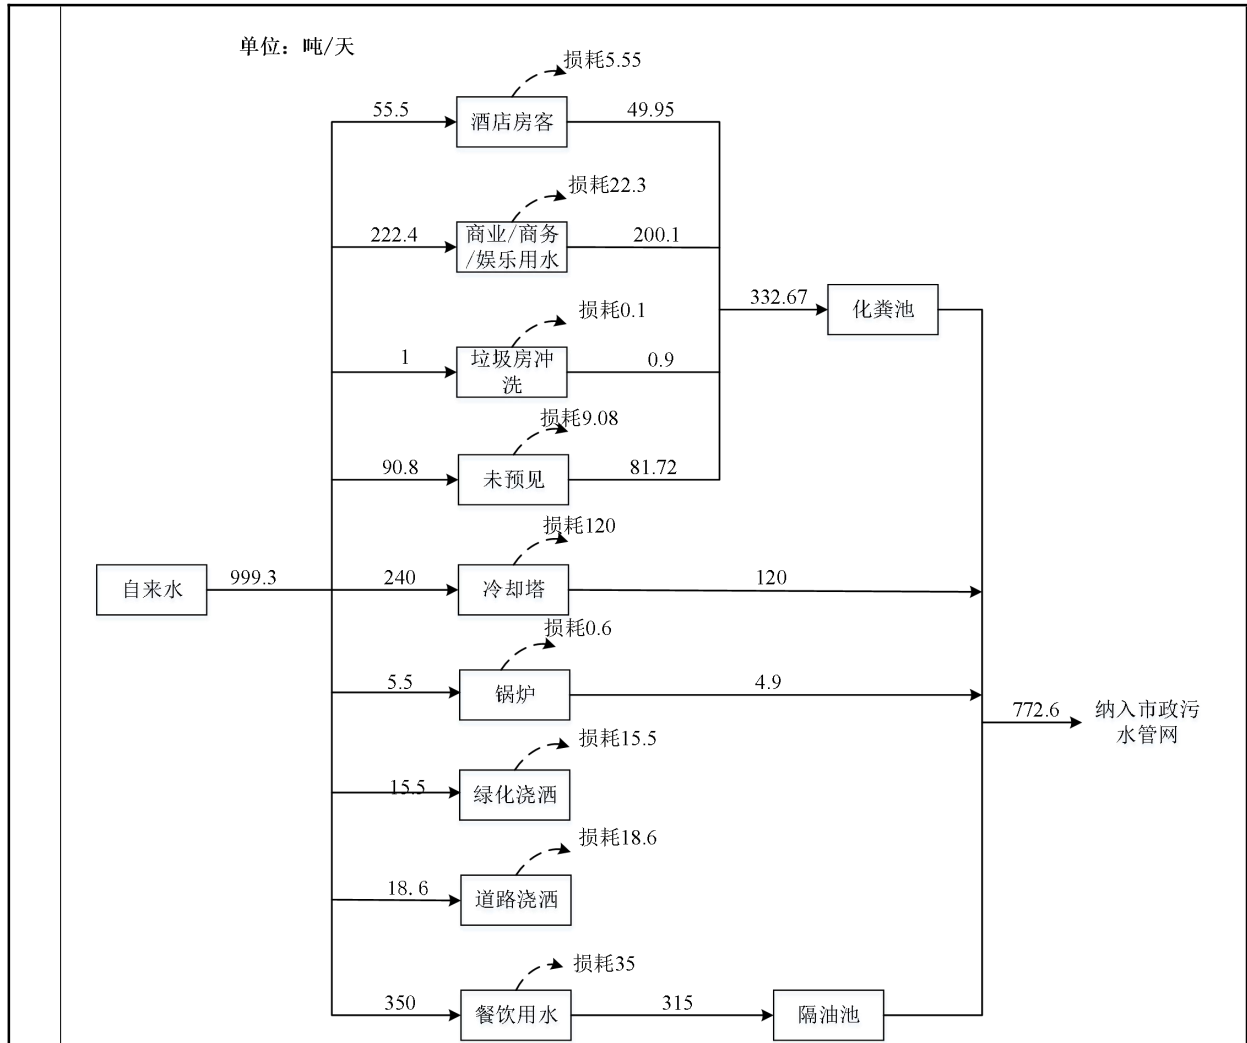 单位：吨/天
损耗5.55
55.5
酒店房客
49.95
损耗22.3
222.4
商业/商务
/娱乐用水
200.1
332.67
化粪池
损耗0.1
1
垃圾房冲
洗
0.9
损耗9.08
90.8
未预见
81.72
损耗120
自来水
999.3
240
冷却塔
120
损耗0.6
5.5
锅炉
4.9
772.6
纳入市政污
水管网
损耗15.5
15.5
绿化浇洒
损耗18.6
18.6
道路浇洒
损耗35
350
餐饮用水
315
隔油池